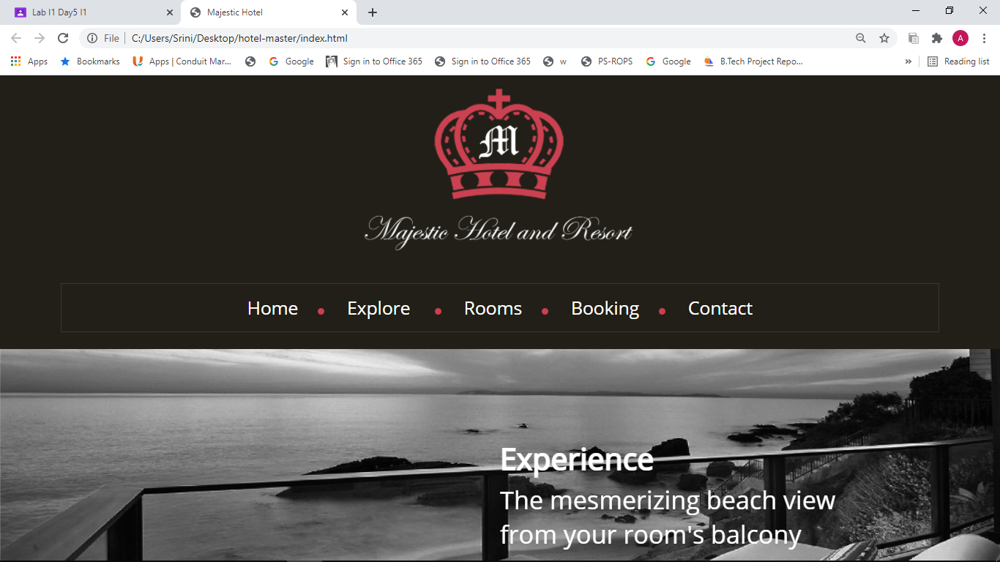 Lab I1 Day5 I1
Majestic Hotel
File C:/Users/Srini/Desktop/hotel-master/index.html
A
Apps Bookmarks Apps | Conduit Mar... Google Sign in to Office 365 Sign in to Office 365 w PS-ROPS Google B.Tech Project Repo... » Reading list
M
Majestic Hotel and Resort
Home Explore Rooms Booking Contact
Experience
The mesmerizing beach view
from your room's balcony